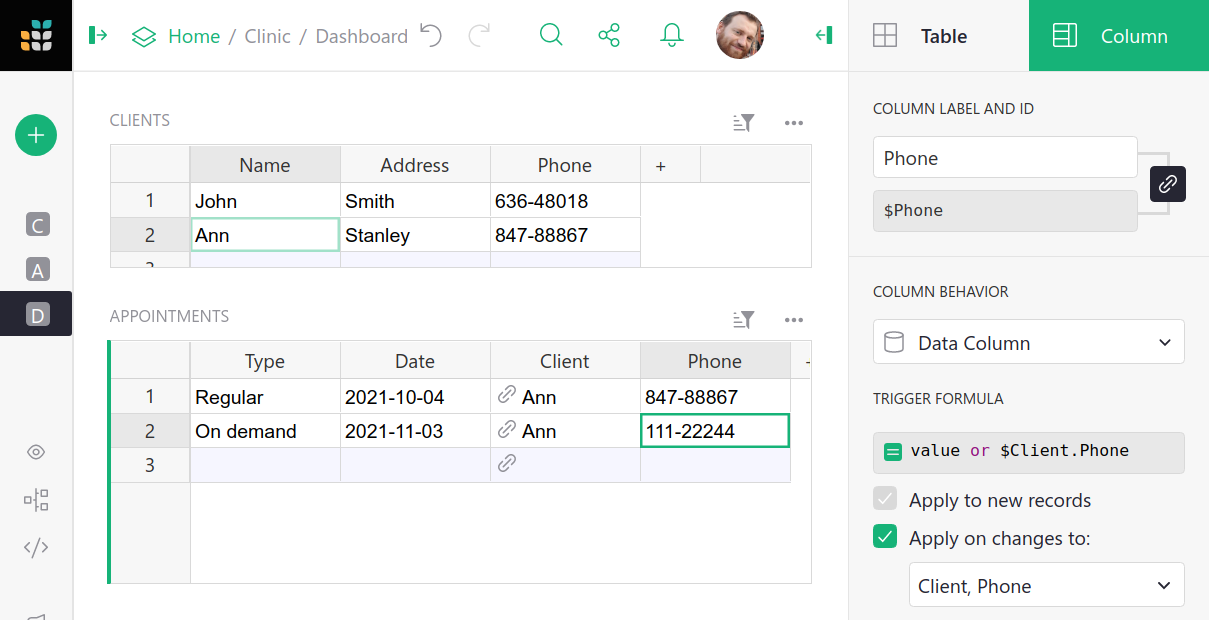 Home / Clinic / Dashboard
Table
Column
C
A
D
CLIENTS
Name Address Phone +
1 John Smith 636-48018
2 Ann Stanley 847-88867
APPOINTMENTS
Type Date Client Phone
1 Regular 2021-10-04 Ann 847-88867
2 On demand 2021-11-03 Ann 111-22244
3
COLUMN LABEL AND ID
Phone
$Phone
COLUMN BEHAVIOR
Data Column
TRIGGER FORMULA
= value or $Client.Phone
Apply to new records
Apply on changes to:
Client, Phone